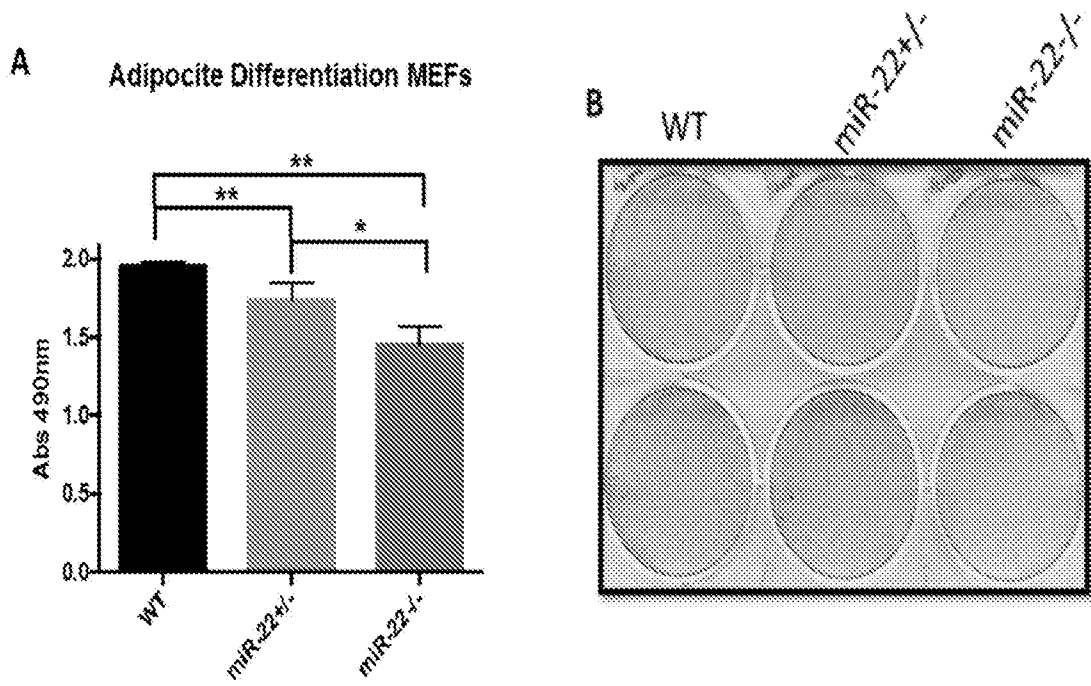 A
Adipocite Differentiation MEFs
**
**
*
Abs 490nm
2.0
1.5
1.0
0.5
0.0
WT
miR-22+/-
miR-22-/-
B
WT
miR-22+/-
miR-22-/-